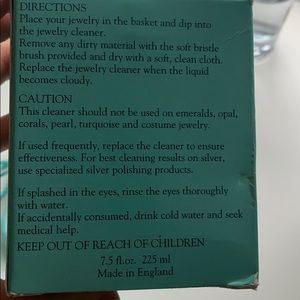 DIRECTIONS
Place your jewelry in the basket and dip into
the jewelry cleaner.
Remove any dirty material with the soft bristle
brush provided and dry with a soft, clean cloth.
Replace the jewelry cleaner when the liquid
becomes cloudy.
CAUTION
This cleaner should not be used on emeralds, opal,
corals, pearl, turquoise and costume jewelry.
If used frequently, replace the cleaner to ensure
effectiveness. For best cleaning results on silver,
use specialized silver polishing products.
If splashed in the eyes, rinse the eyes thoroughly
with water.
If accidentally consumed, drink cold water and seek
medical help.
KEEP OUT OF REACH OF CHILDREN
7.5 fl.oz. 225 ml
Made in England